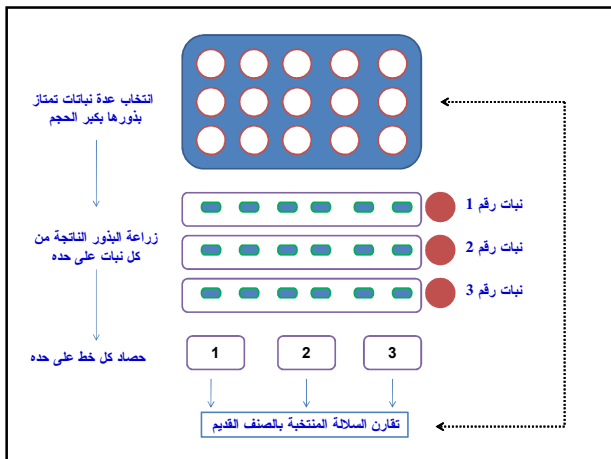 انتخاب عدة نباتات تمتاز
بذورها بكبر الحجم
نبات رقم 1
زراعة البذور الناتجة من
كل نبات على حده
نبات رقم 2
نبات رقم 3
حصاد كل خط على حده
1
2
3
تقارن السلالة المنتخبة بالصنف القديم